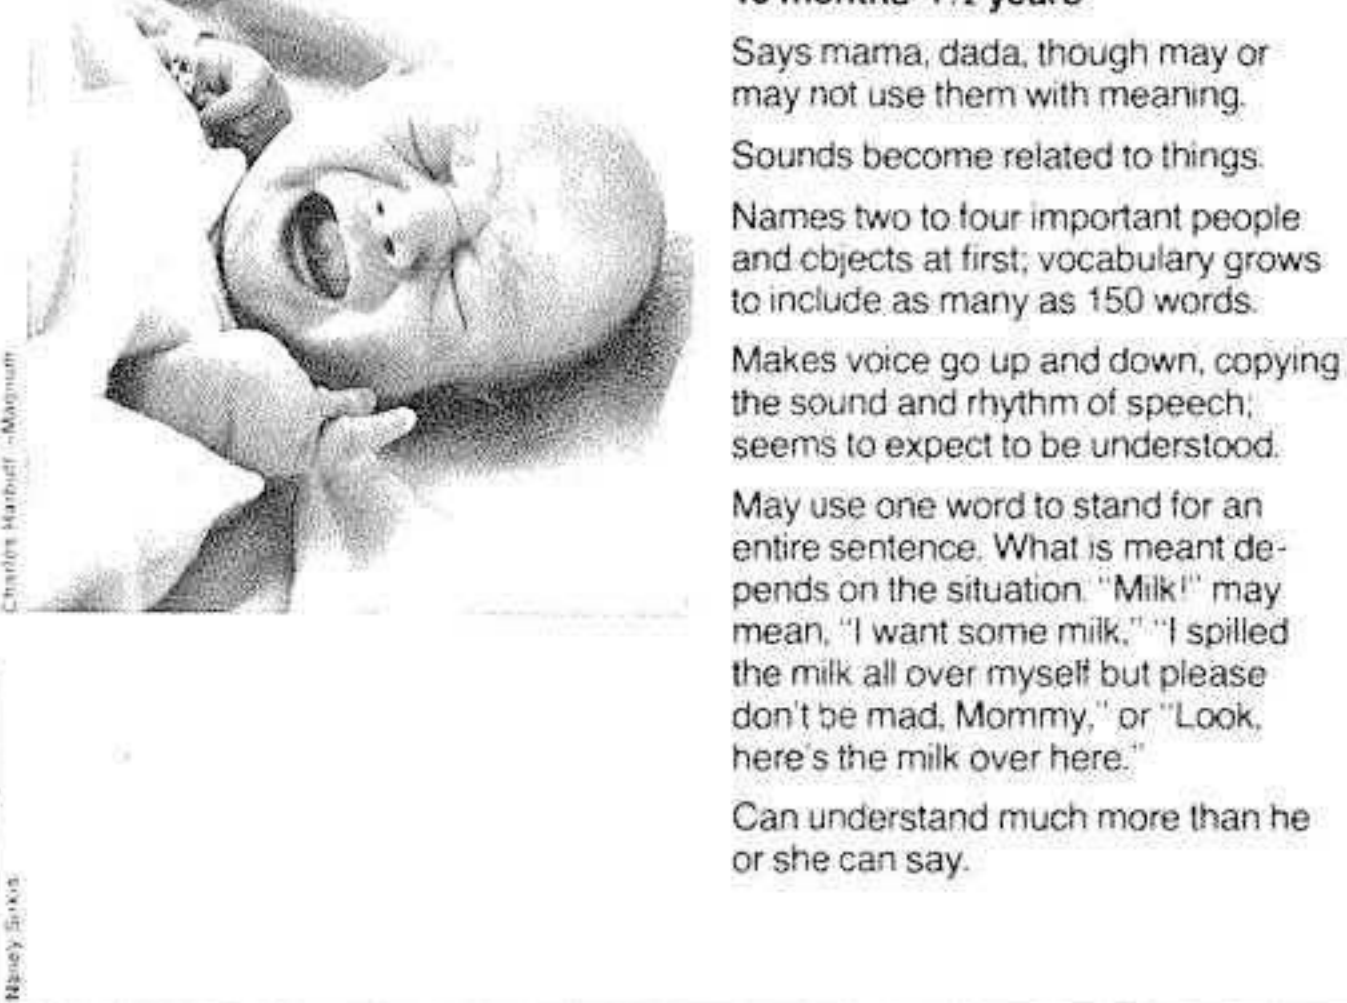 Says mama, dada, though may or
may not use them with meaning.
Sounds become related to things.
Names two to four important people
and objects at first; vocabulary grows
to include as many as 150 words.
Makes voice go up and down, copying
the sound and rhythm of speech;
seems to expect to be understood.
May use one word to stand for an
entire sentence. What is meant de-
pends on the situation. "Milk!" may
mean, "I want some milk," "I spilled
the milk all over myself but please
don't be mad, Mommy," or "Look,
here's the milk over here."
Can understand much more than he
or she can say.
Charles Harbutt—Magnum
Nancy